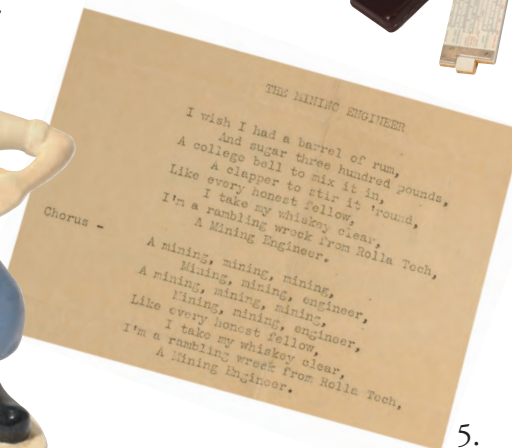 THE MINING ENGINEER
I wish I had a barrel of rum,
And sugar three hundred pounds,
A college bell to mix it in,
A clapper to stir it 'round,
Like every honest fellow,
I take my whiskey clear,
I'm a rambling wreck from Rolla Tech,
A Mining Engineer.
Chorus -
A mining, mining, mining,
Mining, mining, engineer,
A mining, mining, mining,
Mining, mining, engineer,
Like every honest fellow,
I take my whiskey clear,
I'm a rambling wreck from Rolla Tech,
A Mining Engineer.
5.